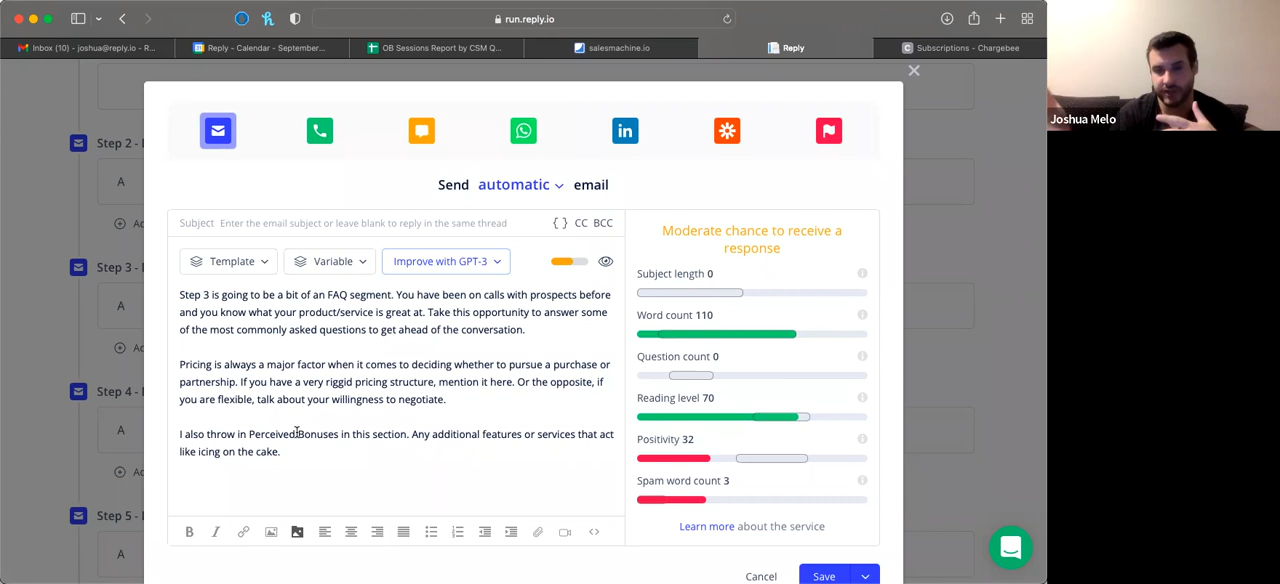 run.reply.io
Inbox (10) - joshua@reply.io - R...
Reply - Calendar - September...
OB Sessions Report by CSM Q...
salesmachine.io
Reply
Subscriptions - Chargebee
Joshua Melo
Step 2 -
A
Step 3 -
A
Step 4 -
A
Step 5 -
A
Send automatic email
Subject Enter the email subject or leave blank to reply in the same thread { } CC BCC
Template Variable Improve with GPT-3
Step 3 is going to be a bit of an FAQ segment. You have been on calls with prospects before
and you know what your product/service is great at. Take this opportunity to answer some
of the most commonly asked questions to get ahead of the conversation.
Pricing is always a major factor when it comes to deciding whether to pursue a purchase or
partnership. If you have a very riggid pricing structure, mention it here. Or the opposite, if
you are flexible, talk about your willingness to negotiate.
I also throw in Perceived Bonuses in this section. Any additional features or services that act
like icing on the cake.
Moderate chance to receive a
response
Subject length 0
Word count 110
Question count 0
Reading level 70
Positivity 32
Spam word count 3
Learn more about the service
Cancel Save